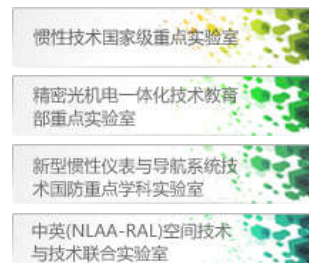 惯性技术国家级重点实验室
精密光机电一体化技术教育
部重点实验室
新型惯性仪表与导航系统技
术国防重点学科实验室
中英(NLAA-RAL)空间技术
与技术联合实验室